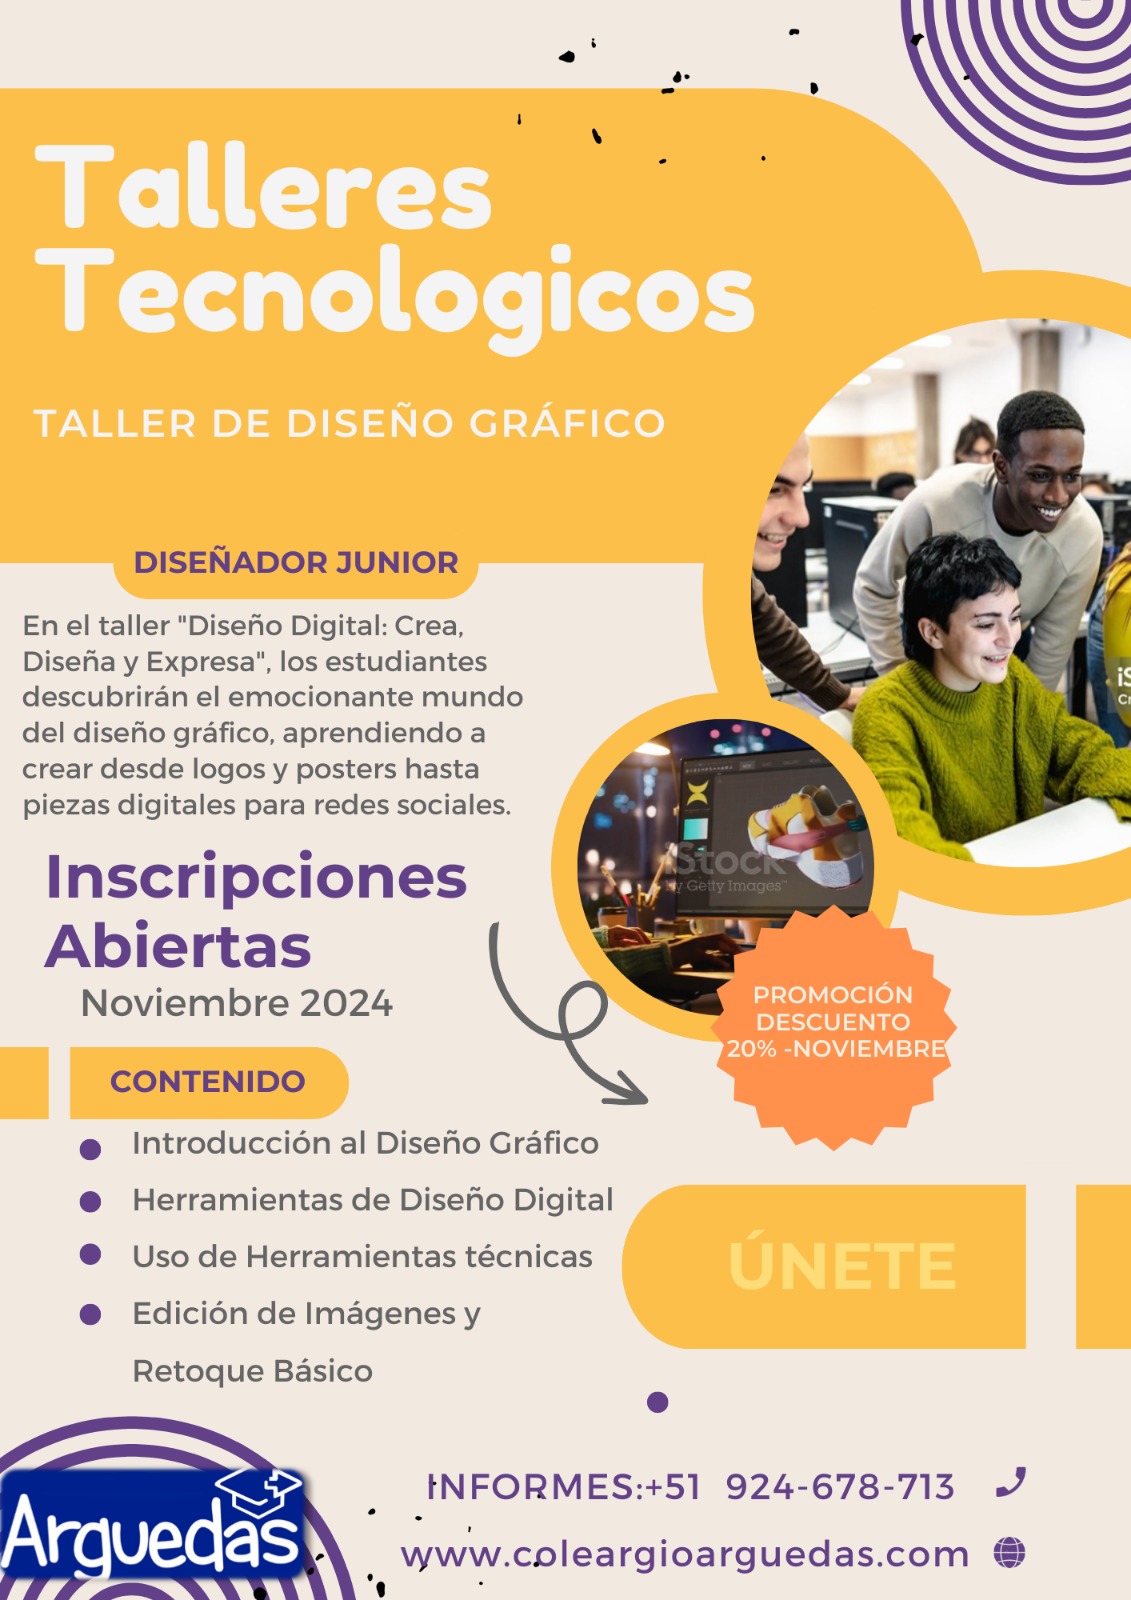 Talleres
Tecnologicos
TALLER DE DISEÑO GRÁFICO
DISEÑADOR JUNIOR
En el taller "Diseño Digital: Crea,
Diseña y Expresa", los estudiantes
descubrirán el emocionante mundo
del diseño gráfico, aprendiendo a
crear desde logos y posters hasta
piezas digitales para redes sociales.
iStock
by Getty Images™
Inscripciones
Abiertas
Noviembre 2024
PROMOCIÓN
DESCUENTO
20% -NOVIEMBRE
CONTENIDO
Introducción al Diseño Gráfico
Herramientas de Diseño Digital
Uso de Herramientas técnicas
Edición de Imágenes y
Retoque Básico
ÚNETE
INFORMES:+51 924-678-713
www.coleargioarguedas.com
Arguedas